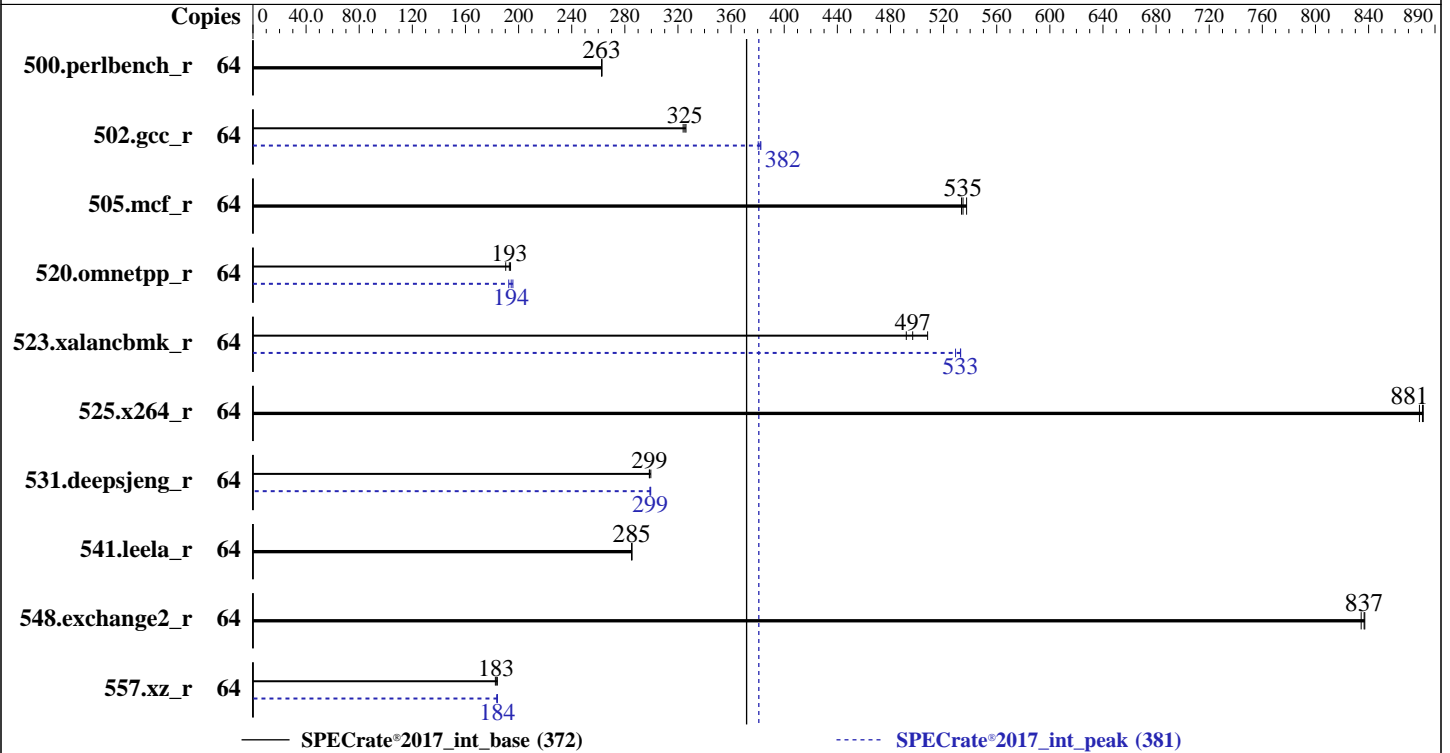 Copies 0 40.0 80.0 120 160 200 240 280 320 360 400 440 480 520 560 600 640 680 720 760 800 840 890
263
500.perlbench_r 64
325
502.gcc_r 64
382
535
505.mcf_r 64
193
520.omnetpp_r 64
194
497
523.xalancbmk_r 64
533
881
525.x264_r 64
299
531.deepsjeng_r 64
299
285
541.leela_r 64
837
548.exchange2_r 64
183
557.xz_r 64
184
SPECrate®2017_int_base (372) SPECrate®2017_int_peak (381)